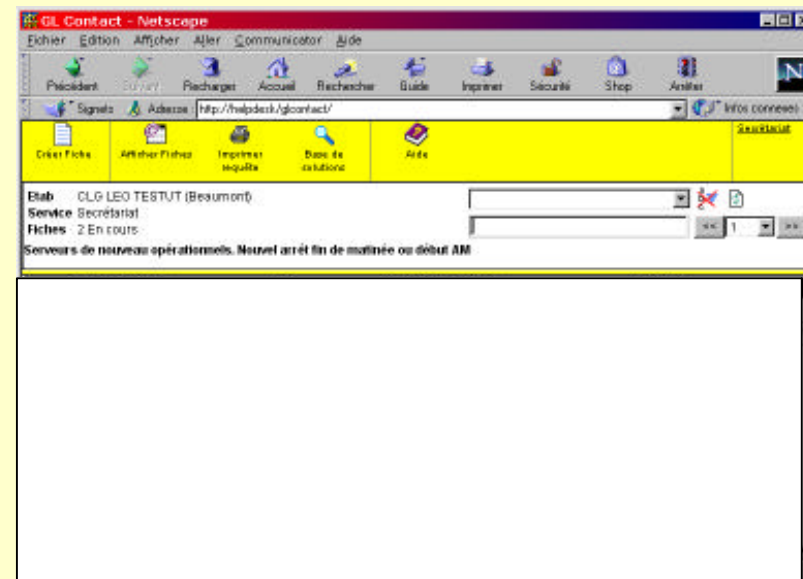 GL Contact - Netscape
Fichier Edition Afficher Aller Communicator Aide
Précédent Suivant Recharger Accueil Rechercher Guide Imprimer Sécurité Shop Arrêter N
Signets Adresse : http://helpdesk/glcontact/ Infos connexes
Créer Fiche Afficher Fiches Imprimer requête Base de solutions Aide Secrétariat
Etab CLG LEO TESTUT (Beaumont)
Service Secrétariat
Fiches 2 En cours << 1 >>
Serveurs de nouveau opérationnels. Nouvel arrêt fin de matinée ou début AM